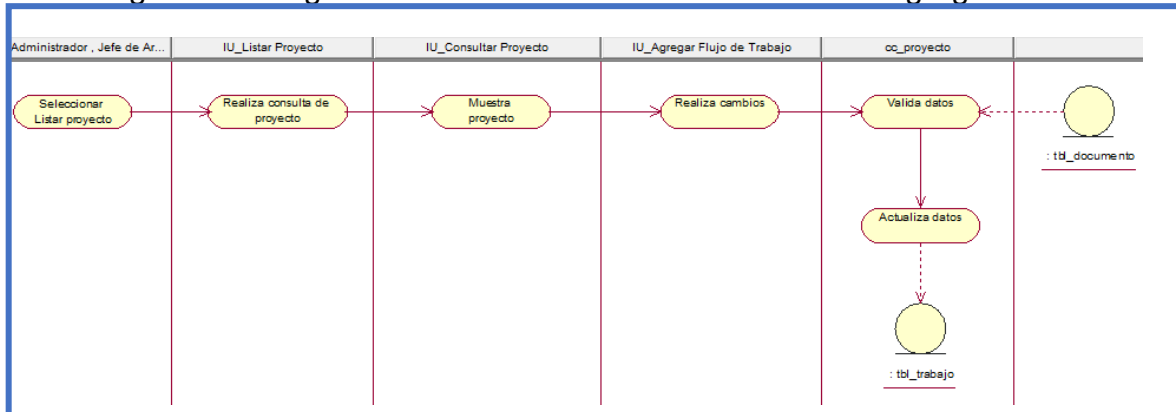 Administrador , Jefe de Ar...
IU_Listar Proyecto
IU_Consultar Proyecto
IU_Agregar Flujo de Trabajo
cc_proyecto
Seleccionar
Listar proyecto
Realiza consulta de
proyecto
Muestra
proyecto
Realiza cambios
Valida datos
: tbl_documento
Actualiza datos
: tbl_trabajo